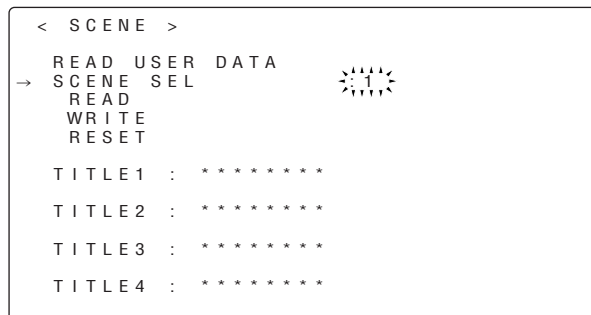 < SCENE >
READ USER DATA
→ SCENE SEL : 1
READ
WRITE
RESET
TITLE1 : ********
TITLE2 : ********
TITLE3 : ********
TITLE4 : ********